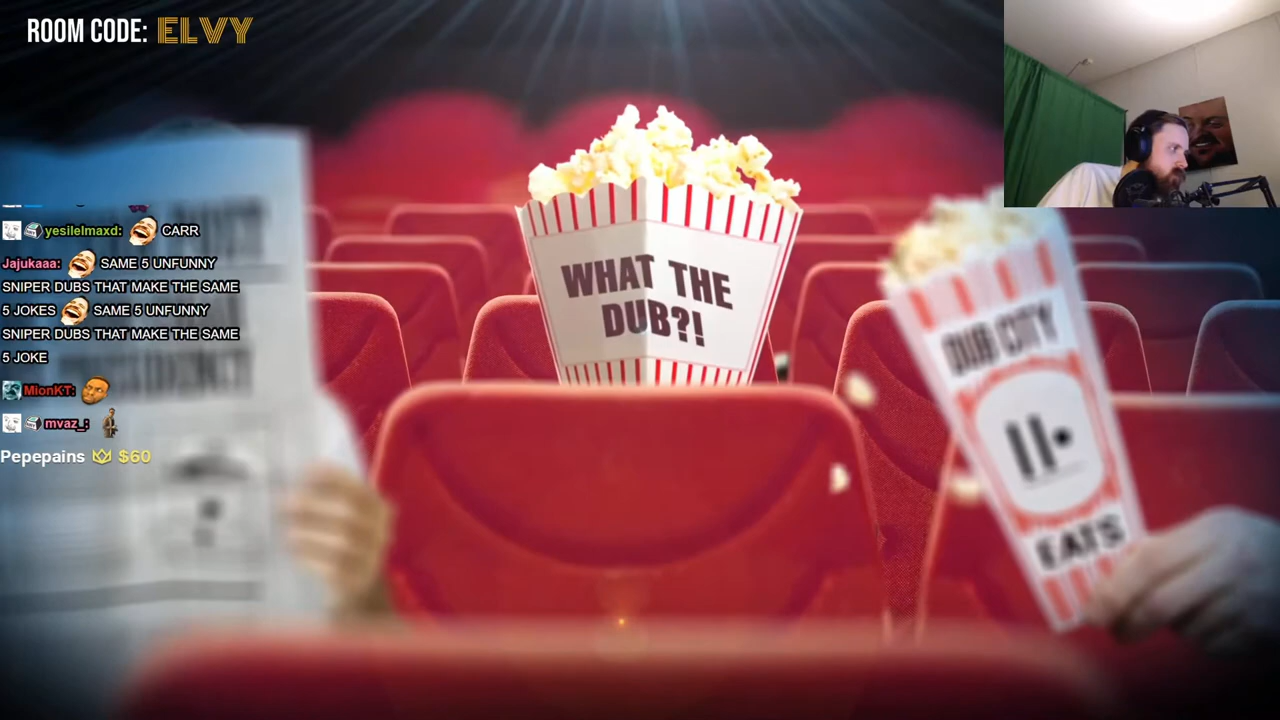 ROOM CODE: ELVY
yesilelmaxd: CARR
Jajukaaa: SAME 5 UNFUNNY
SNIPER DUBS THAT MAKE THE SAME
5 JOKES SAME 5 UNFUNNY
SNIPER DUBS THAT MAKE THE SAME
5 JOKE
MionKT:
mvaz_:
Pepepains $60
WHAT THE
DUB?!
DUB CITY
EATS